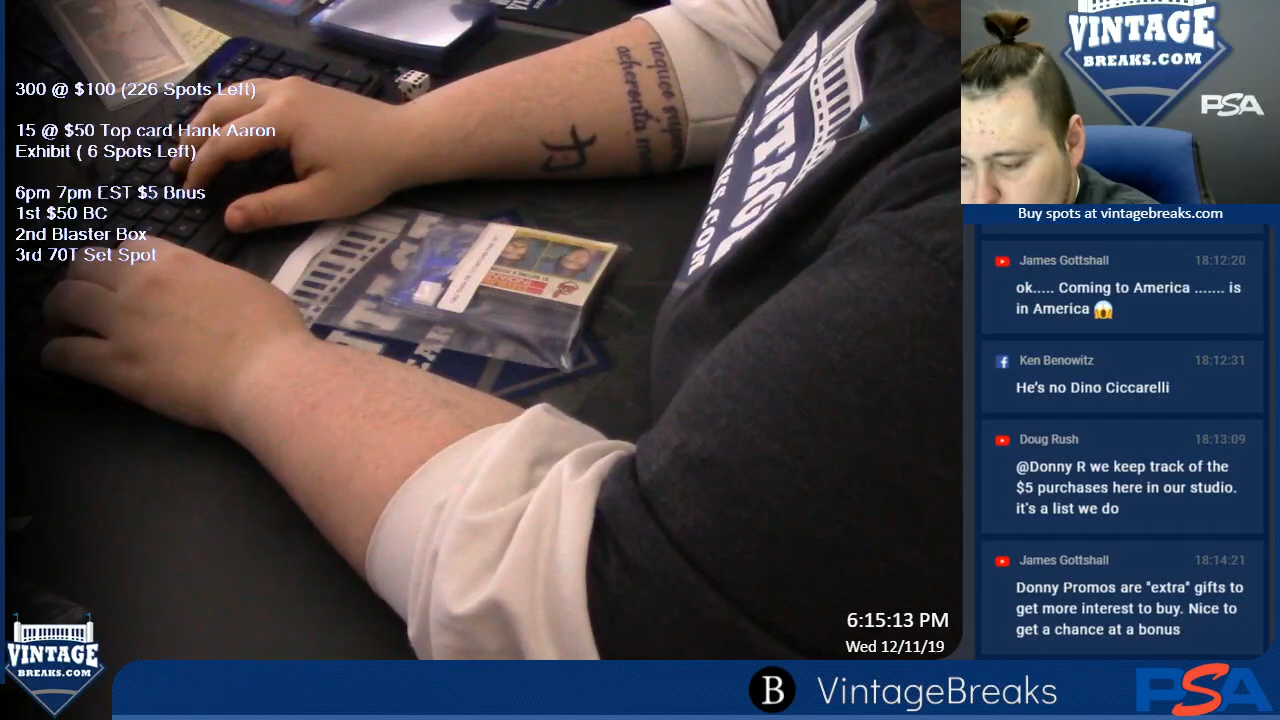 300 @ $100 (226 Spots Left)
15 @ $50 Top card Hank Aaron
Exhibit ( 6 Spots Left)
6pm 7pm EST $5 Bnus
1st $50 BC
2nd Blaster Box
3rd 70T Set Spot
acheronta
力
VINTAGE
BREAKS.COM
INDIANS
VINTAGE
BREAKS.COM
PSA
Buy spots at vintagebreaks.com
James Gottshall 18:12:20
ok..... Coming to America ....... is
in America 😱
Ken Benowitz 18:12:31
He's no Dino Ciccarelli
Doug Rush 18:13:09
@Donny R we keep track of the
$5 purchases here in our studio.
it's a list we do
James Gottshall 18:14:21
Donny Promos are "extra" gifts to
get more interest to buy. Nice to
get a chance at a bonus
6:15:13 PM
Wed 12/11/19
VINTAGE
BREAKS.COM
B VintageBreaks
PSA